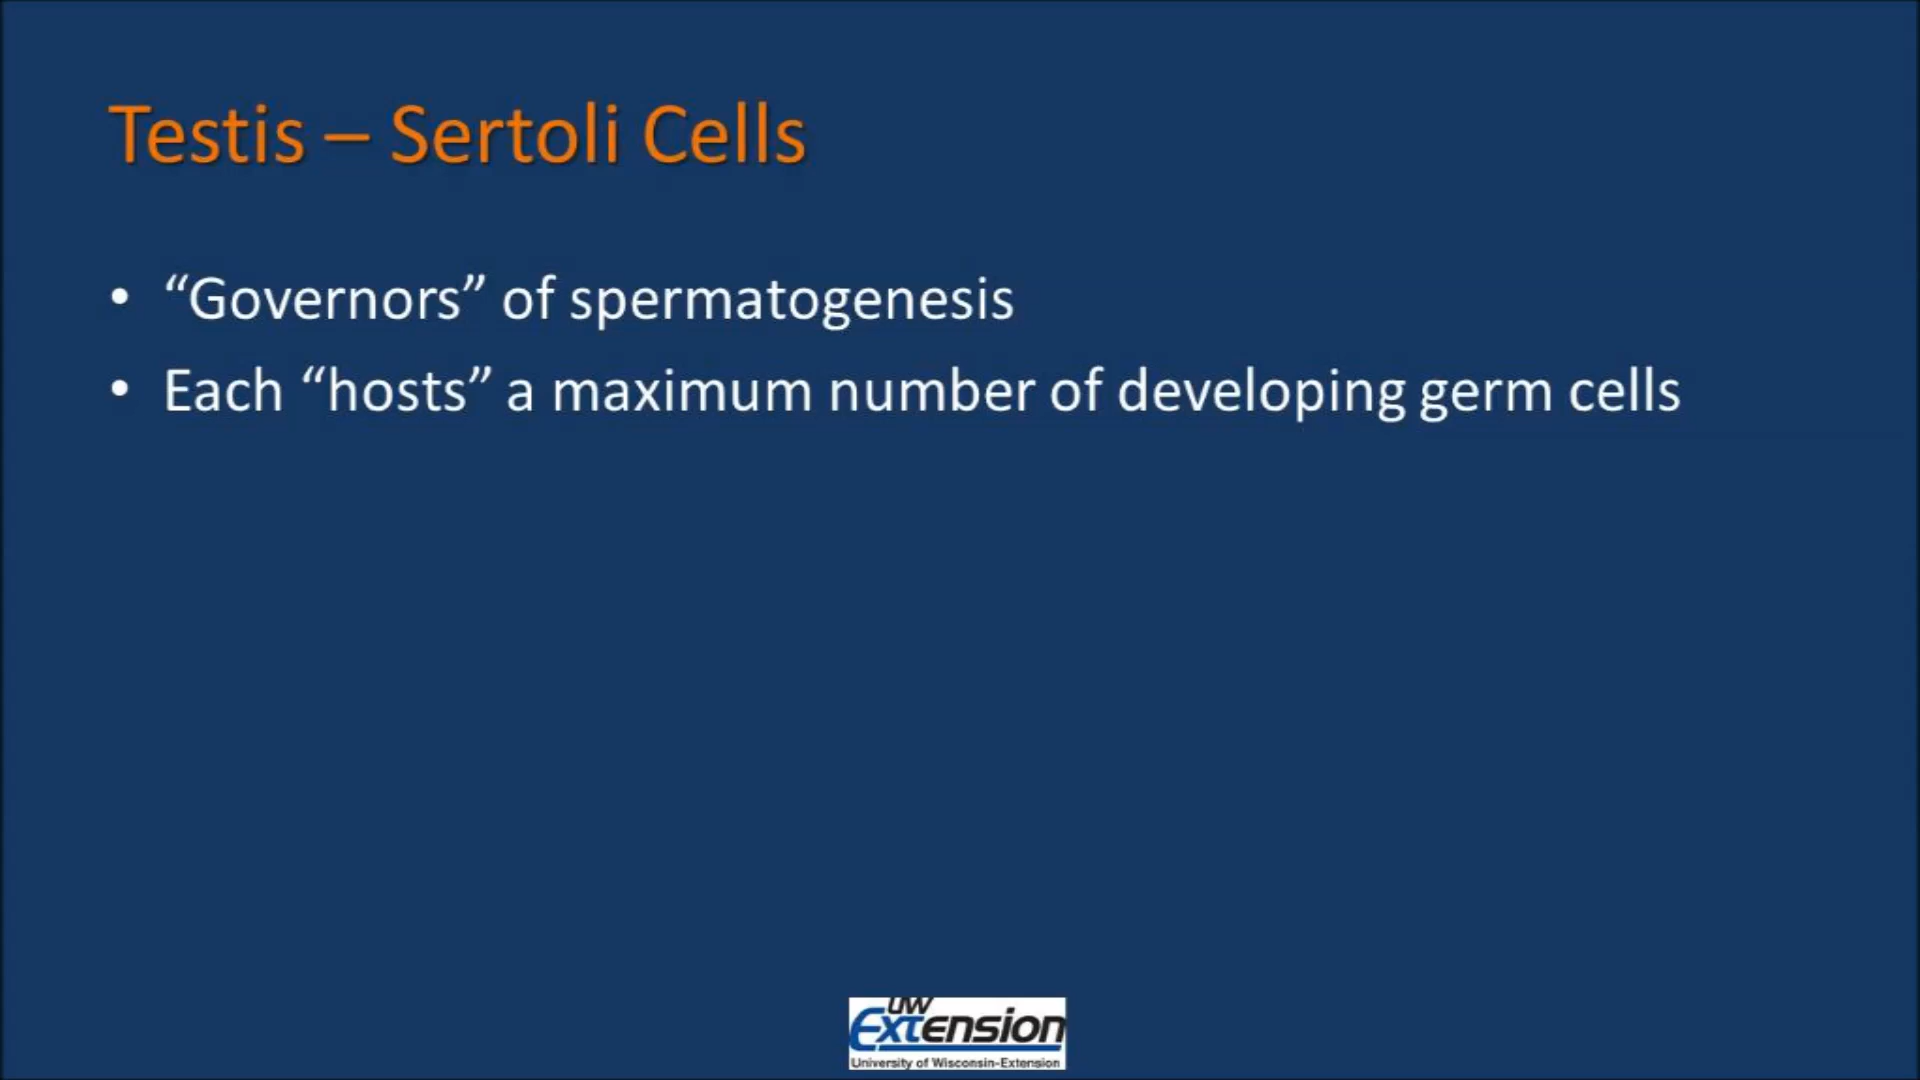 Testis – Sertoli Cells
• “Governors” of spermatogenesis
• Each “hosts” a maximum number of developing germ cells
UW
Extension
University of Wisconsin-Extension